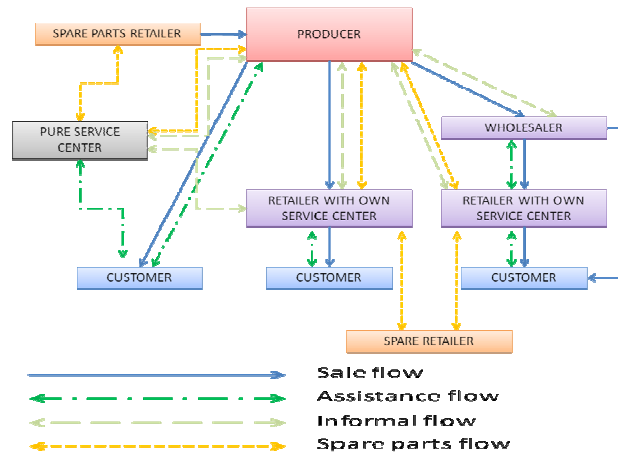 SPARE PARTS RETAILER
PRODUCER
PURE SERVICE
CENTER
WHOLESALER
RETAILER WITH OWN
SERVICE CENTER
RETAILER WITH OWN
SERVICE CENTER
CUSTOMER
CUSTOMER
CUSTOMER
SPARE RETAILER
Sale flow
Assistance flow
Informal flow
Spare parts flow